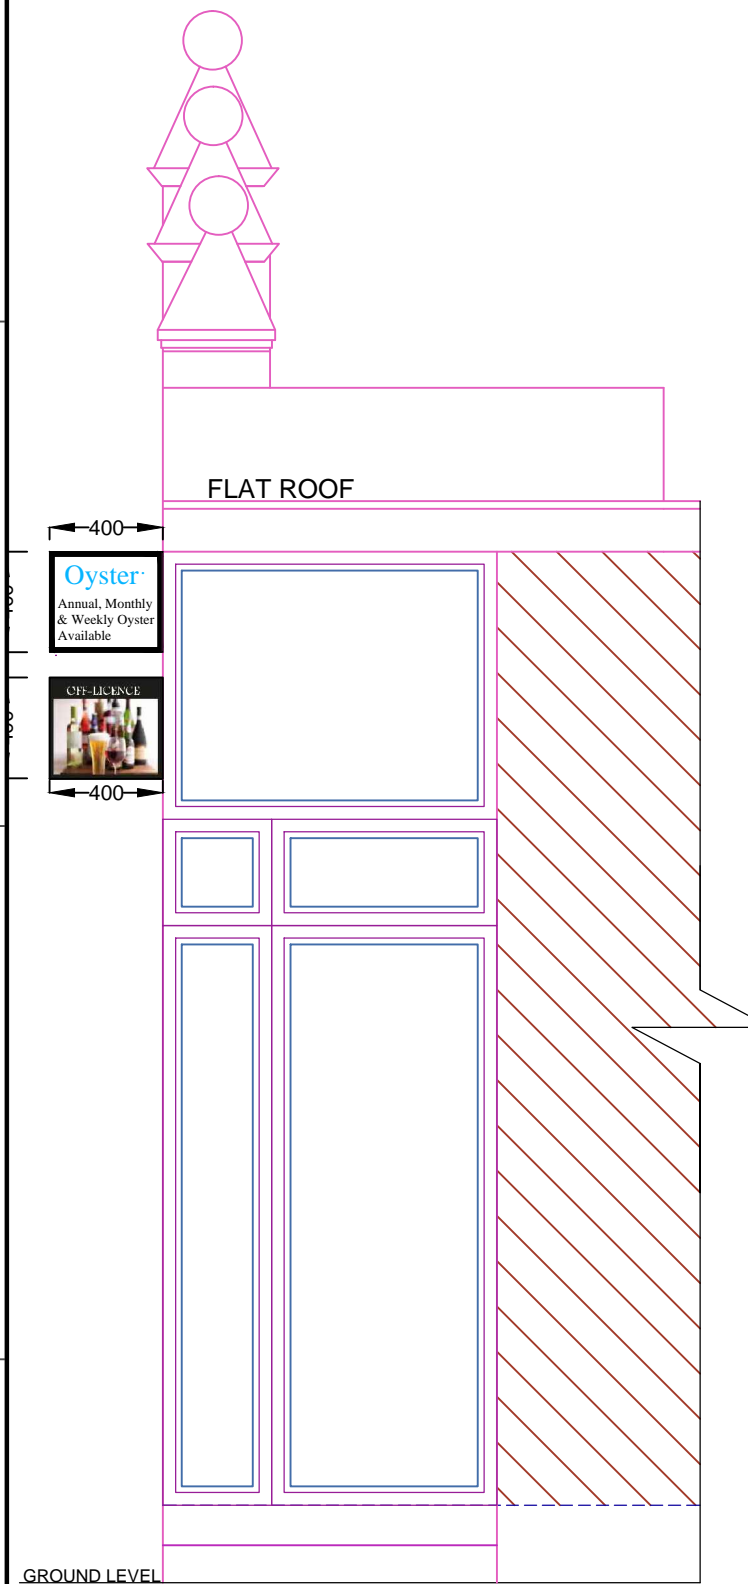 FLAT ROOF
400
Oyster
Annual, Monthly
& Weekly Oyster
Available
OFF-LICENCE
400
GROUND LEVEL